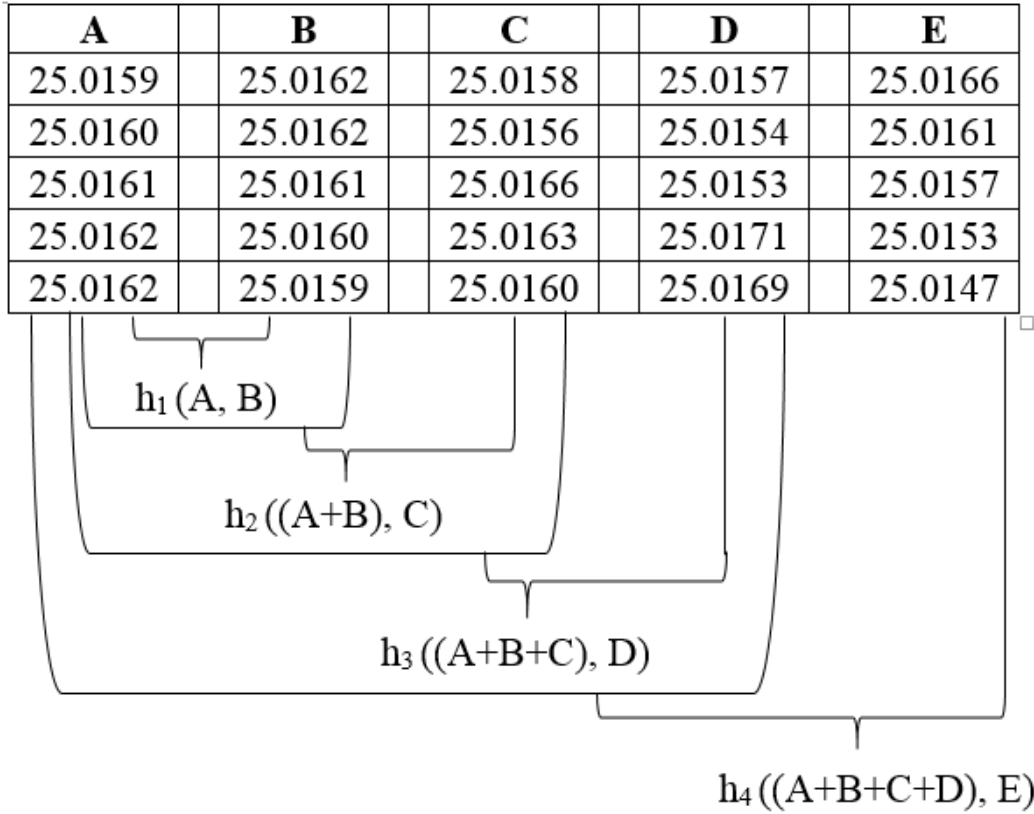 A B C D E
25.0159 25.0162 25.0158 25.0157 25.0166
25.0160 25.0162 25.0156 25.0154 25.0161
25.0161 25.0161 25.0166 25.0153 25.0157
25.0162 25.0160 25.0163 25.0171 25.0153
25.0162 25.0159 25.0160 25.0169 25.0147
h₁ (A, B)
h₂ ((A+B), C)
h₃ ((A+B+C), D)
h₄ ((A+B+C+D), E)